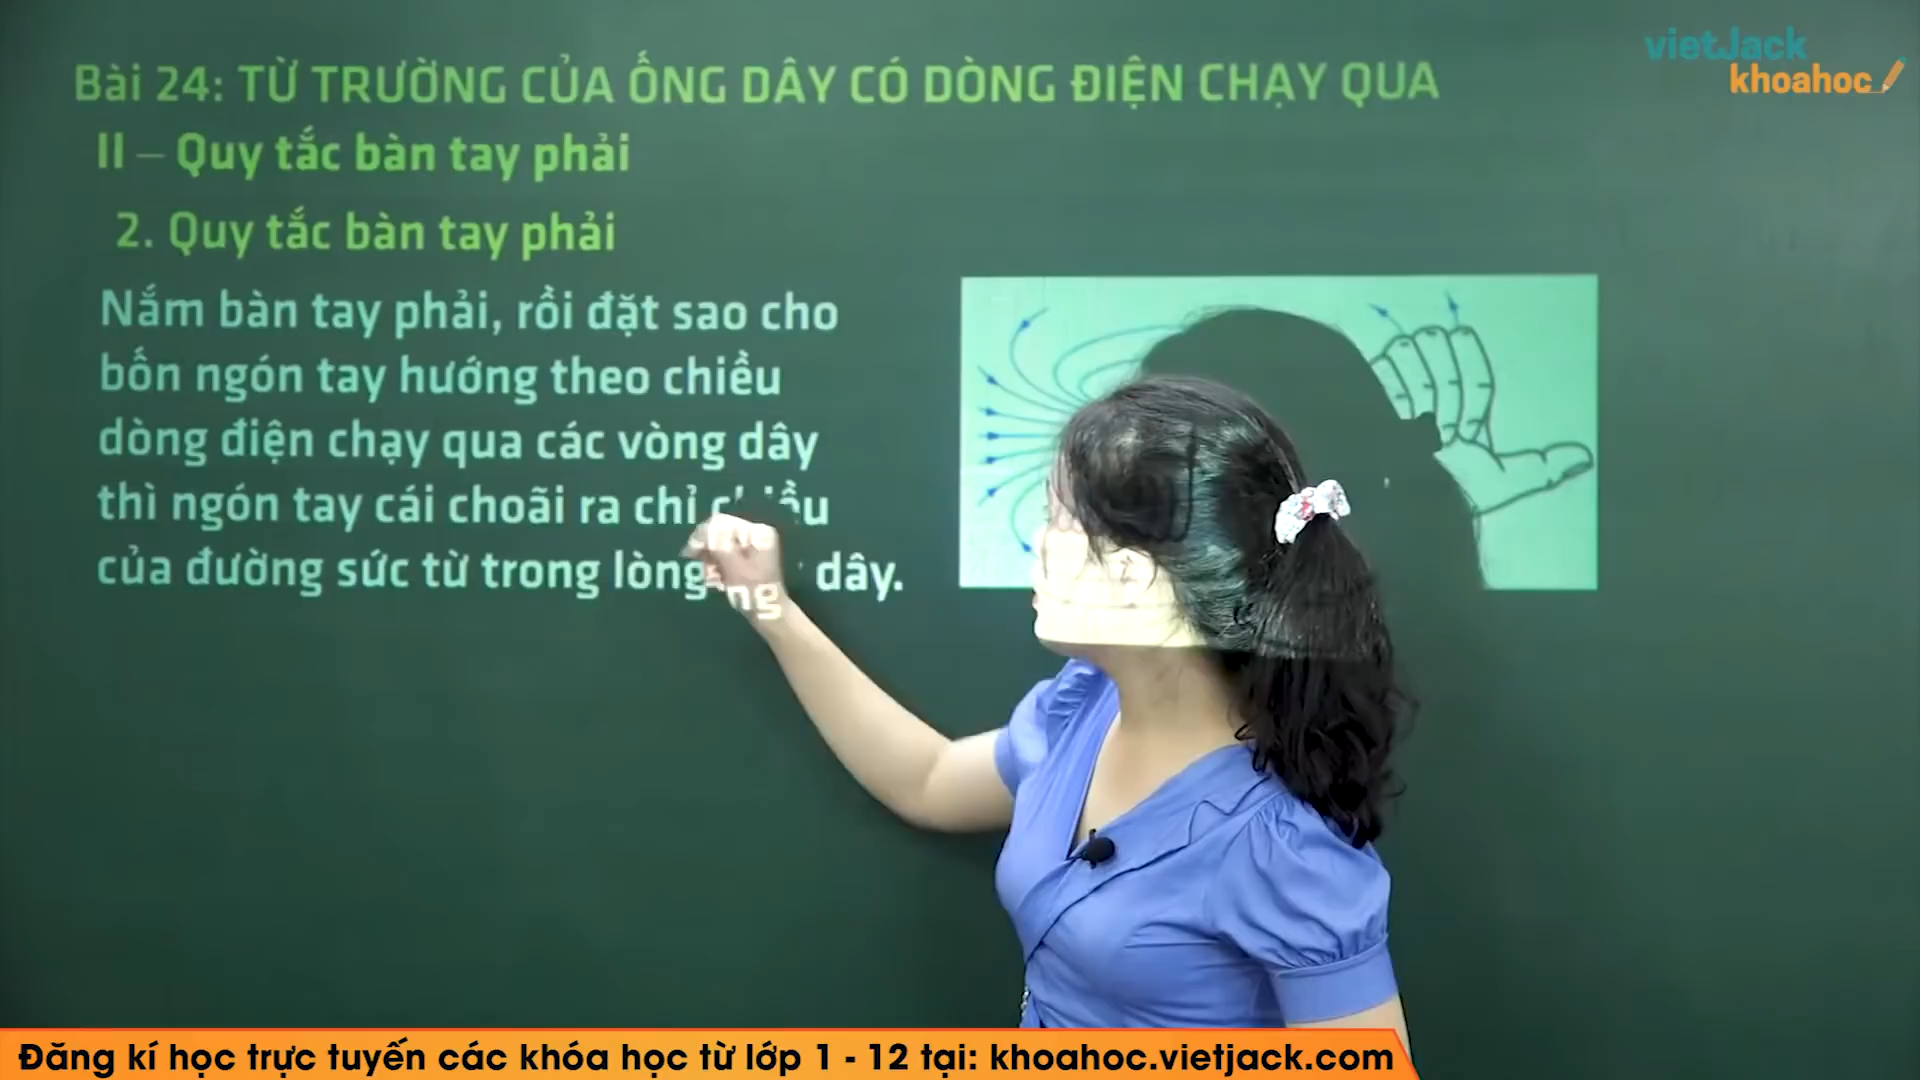 vietJack
khoahoc
Bài 24: TỪ TRƯỜNG CỦA ỐNG DÂY CÓ DÒNG ĐIỆN CHẠY QUA
II – Quy tắc bàn tay phải
2. Quy tắc bàn tay phải
Nắm bàn tay phải, rồi đặt sao cho
bốn ngón tay hướng theo chiều
dòng điện chạy qua các vòng dây
thì ngón tay cái choãi ra chỉ chiều
của đường sức từ trong lòng dây.
Đăng kí học trực tuyến các khóa học từ lớp 1 - 12 tại: khoahoc.vietjack.com